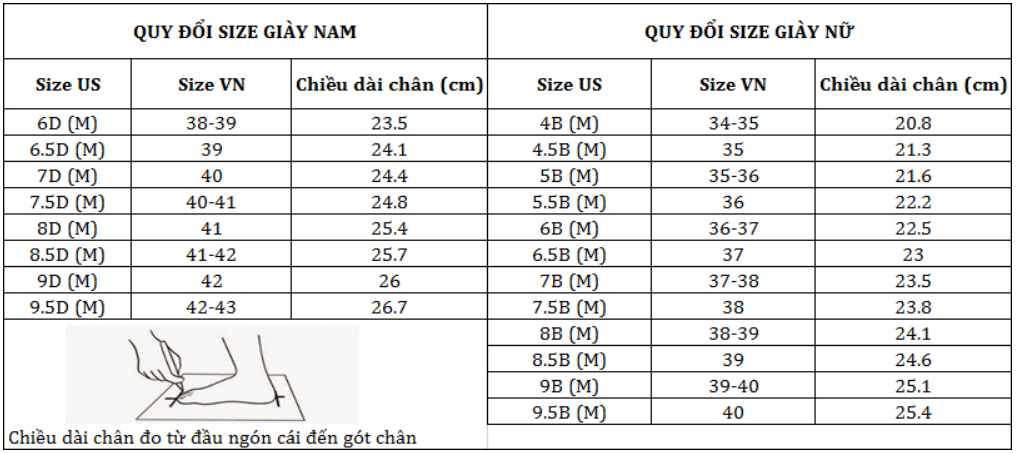 QUY ĐỔI SIZE GIÀY NAM
Size US Size VN Chiều dài chân (cm)
6D (M) 38-39 23.5
6.5D (M) 39 24.1
7D (M) 40 24.4
7.5D (M) 40-41 24.8
8D (M) 41 25.4
8.5D (M) 41-42 25.7
9D (M) 42 26
9.5D (M) 42-43 26.7
Chiều dài chân đo từ đầu ngón cái đến gót chân
QUY ĐỔI SIZE GIÀY NỮ
Size US Size VN Chiều dài chân (cm)
4B (M) 34-35 20.8
4.5B (M) 35 21.3
5B (M) 35-36 21.6
5.5B (M) 36 22.2
6B (M) 36-37 22.5
6.5B (M) 37 23
7B (M) 37-38 23.5
7.5B (M) 38 23.8
8B (M) 38-39 24.1
8.5B (M) 39 24.6
9B (M) 39-40 25.1
9.5B (M) 40 25.4